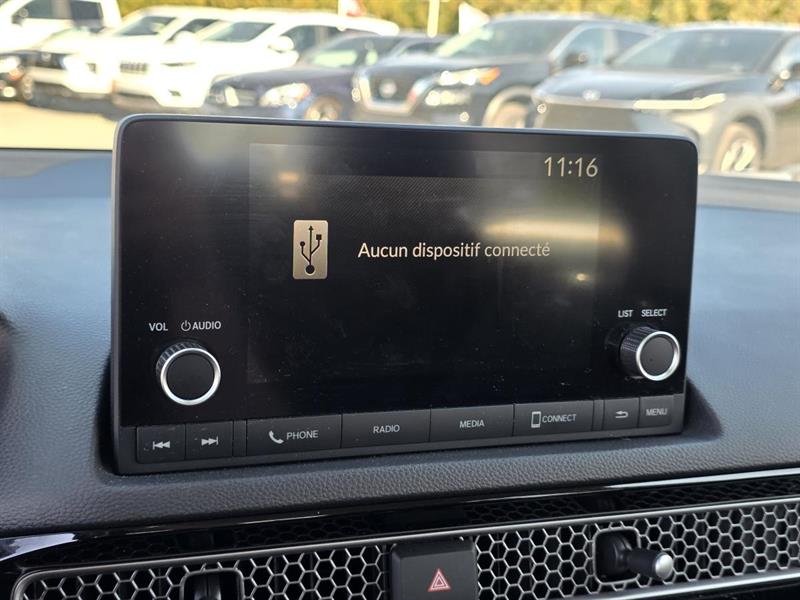 11:16
Aucun dispositif connecté
VOL AUDIO
LIST SELECT
PHONE RADIO MEDIA CONNECT MENU